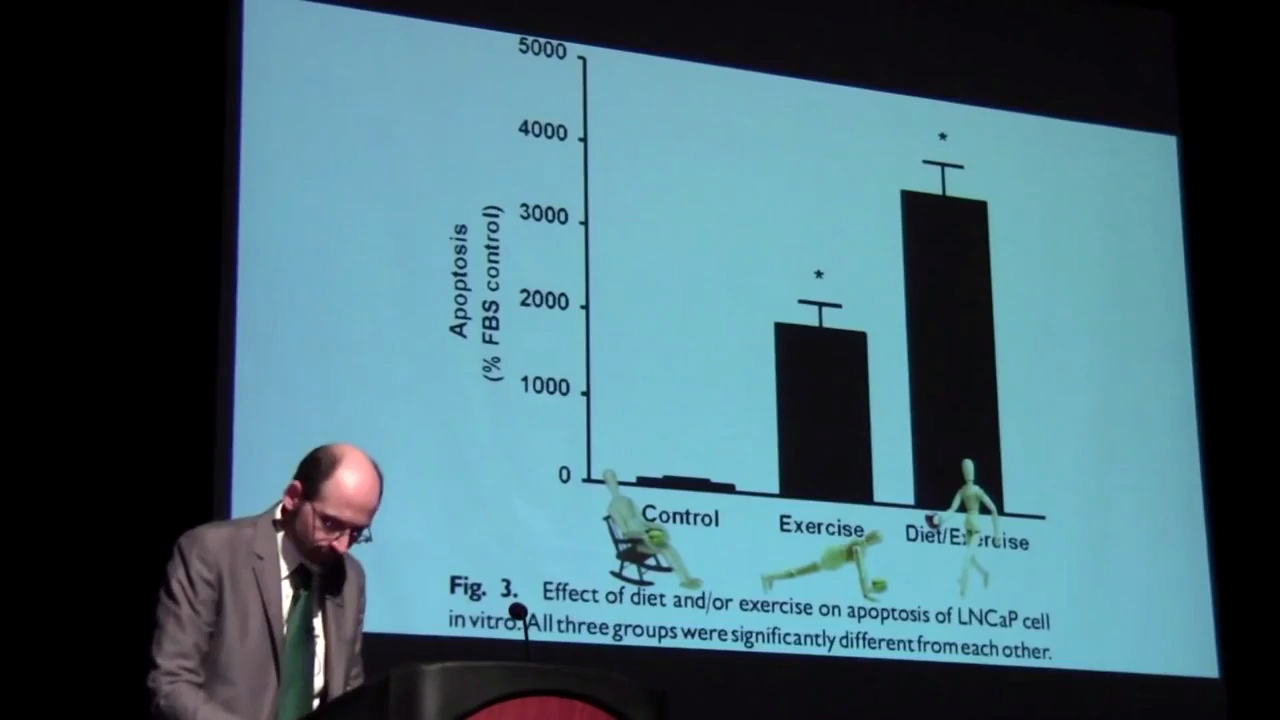 5000
4000
3000
2000
1000
0
Apoptosis
(% FBS control)
*
*
Control
Exercise
Diet/Exercise
Fig. 3. Effect of diet and/or exercise on apoptosis of LNCaP cell
in vitro. All three groups were significantly different from each other.